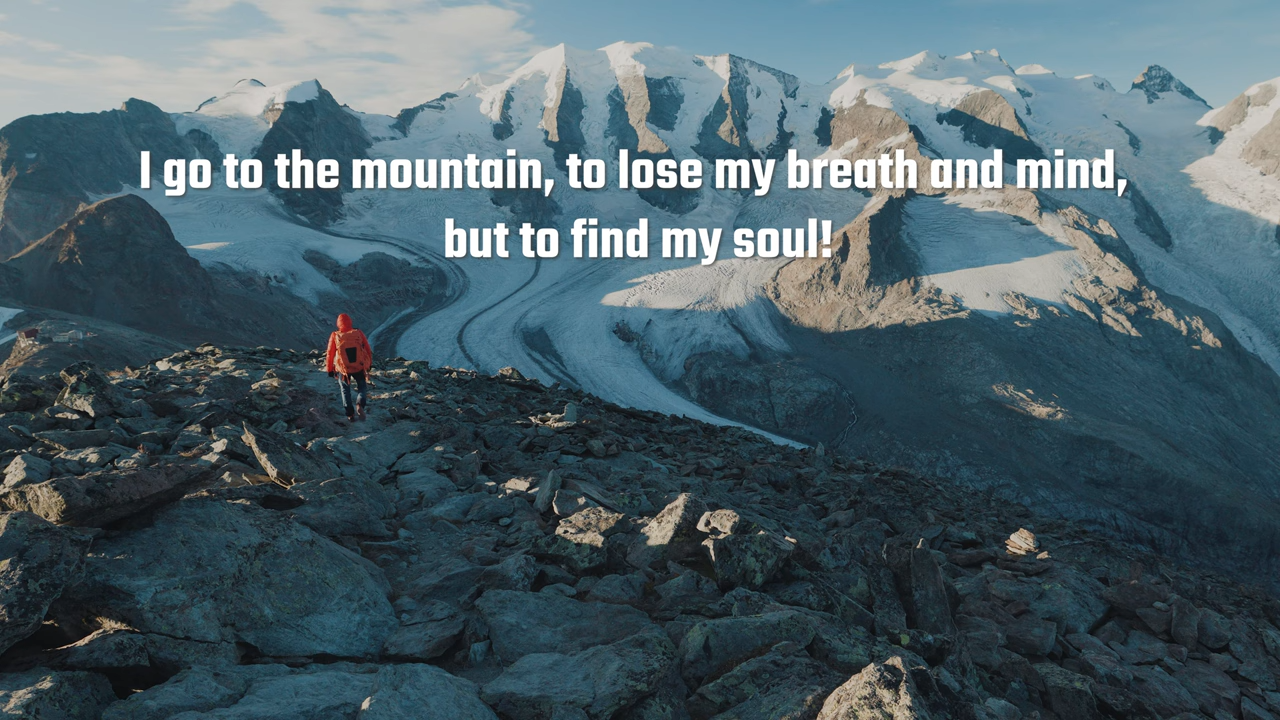 I go to the mountain, to lose my breath and mind,
but to find my soul!